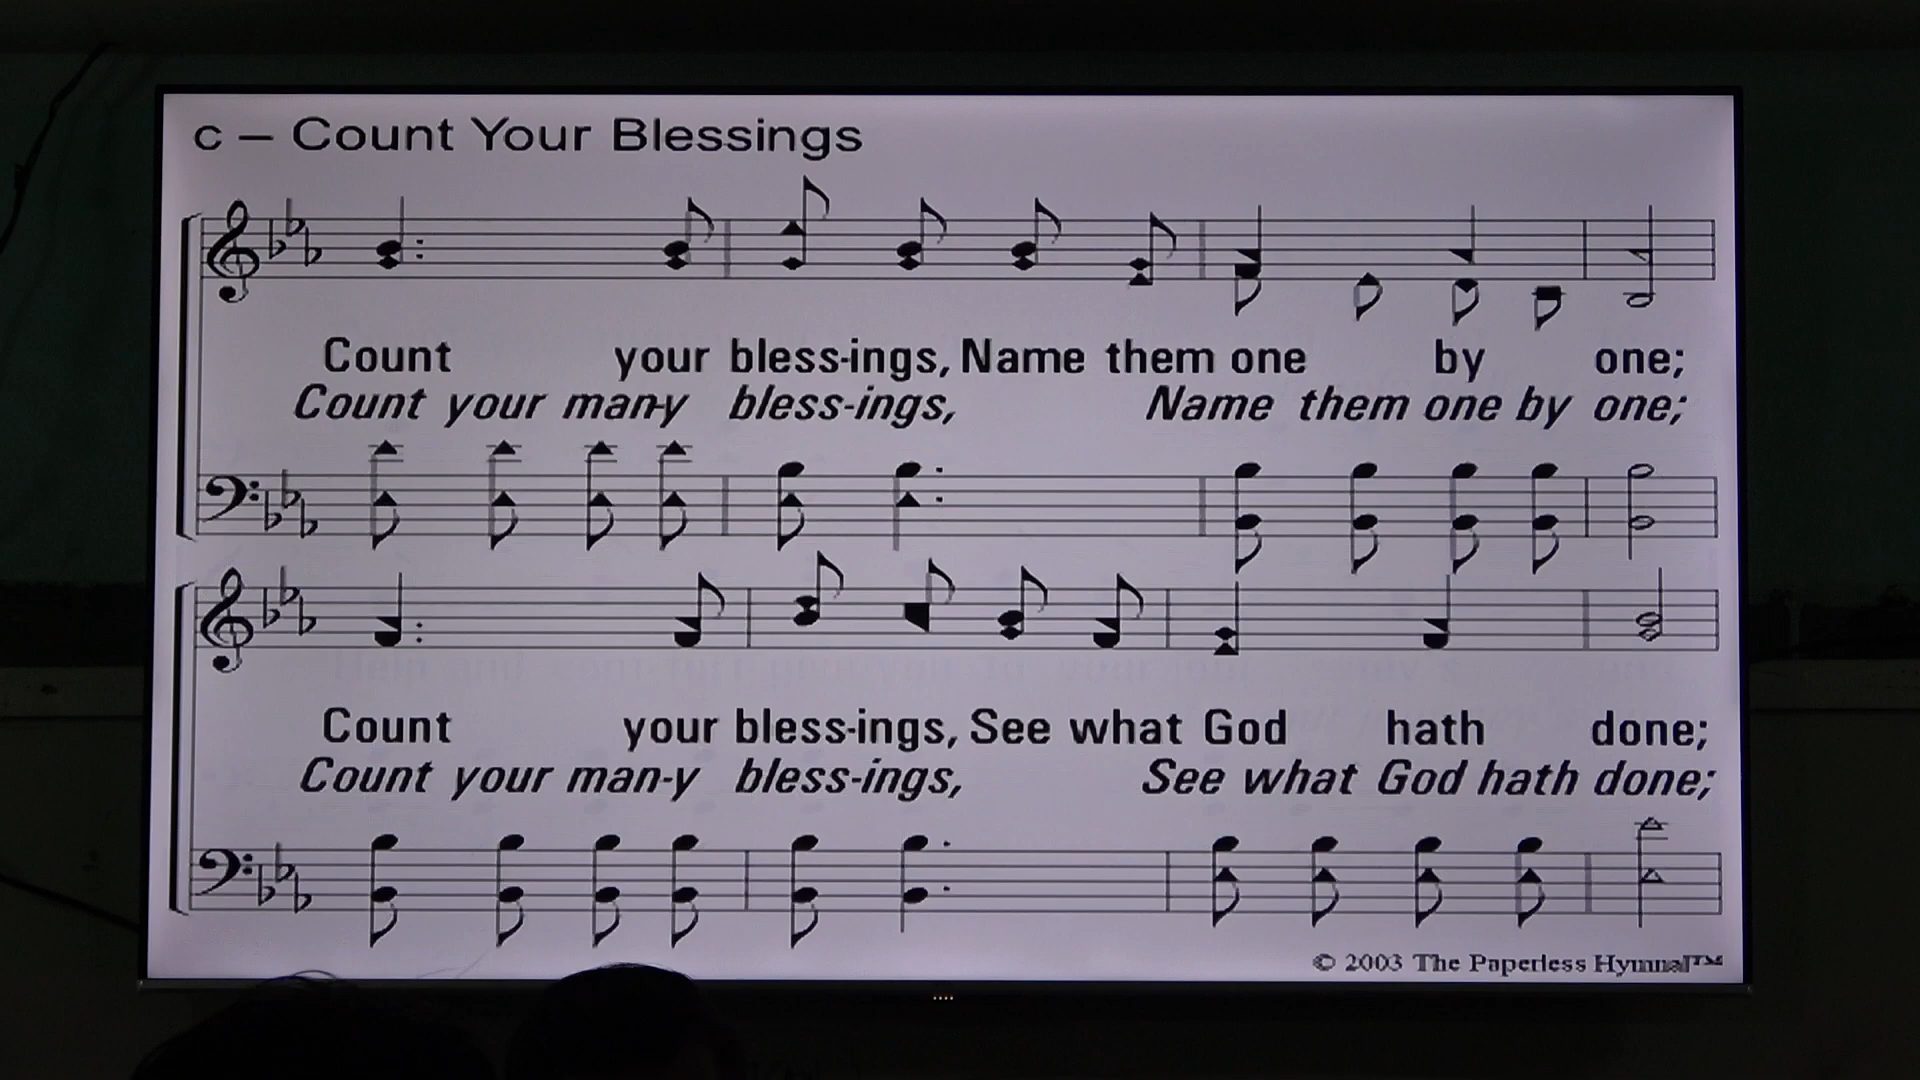 c – Count Your Blessings
Count your bless-ings, Name them one by one;
Count your man-y bless-ings, Name them one by one;
Count your bless-ings, See what God hath done;
Count your man-y bless-ings, See what God hath done;
© 2003 The Paperless Hymnal™